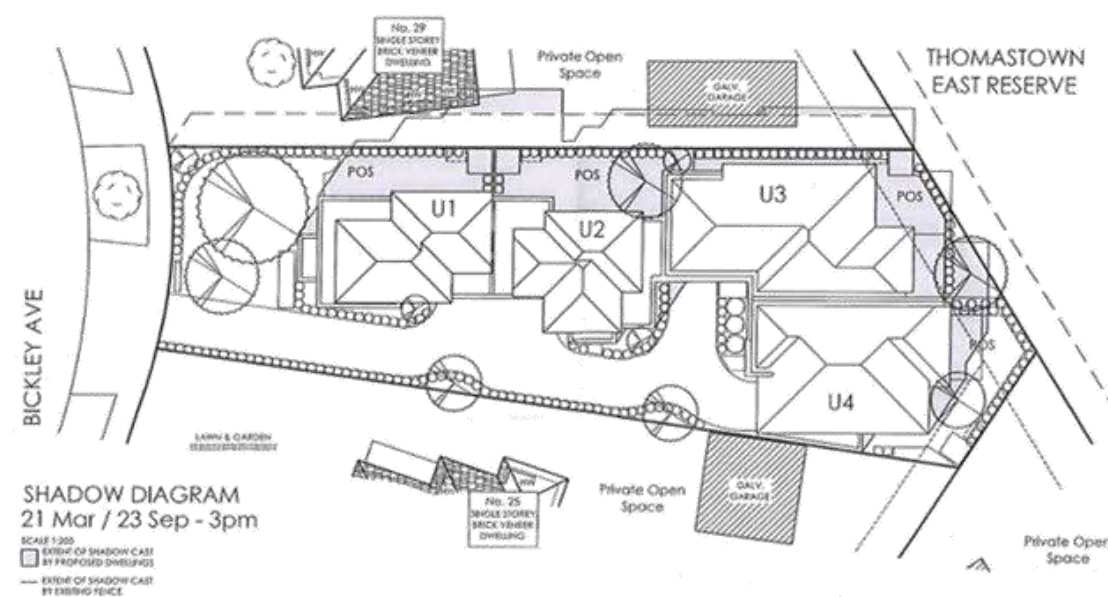 No. 29
SINGLE STOREY
BRICK VENEER
DWELLING
Private Open
Space
THOMASTOWN
EAST RESERVE
GALV.
GARAGE
POS
POS
POS
U1
U2
U3
POS
U4
BICKLEY AVE
LAWN & GARDEN
No. 25
SINGLE STOREY
BRICK VENEER
DWELLING
Private Open
Space
GALV.
GARAGE
Private Open
Space
SHADOW DIAGRAM
21 Mar / 23 Sep - 3pm
EXTENT OF SHADOW CAST
BY PROPOSED DWELLINGS
EXTENT OF SHADOW CAST
BY EXISTING FENCE